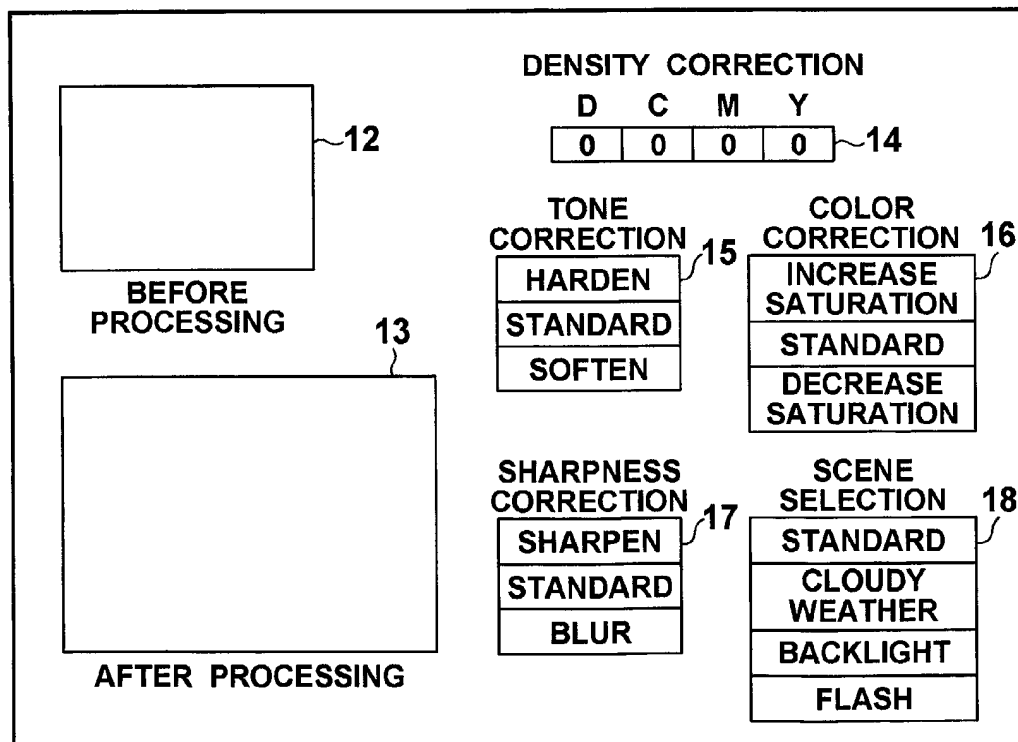 12
BEFORE
PROCESSING
13
AFTER PROCESSING
DENSITY CORRECTION
D C M Y
0 0 0 0
14
TONE
CORRECTION
15
HARDEN
STANDARD
SOFTEN
COLOR
CORRECTION
16
INCREASE
SATURATION
STANDARD
DECREASE
SATURATION
SHARPNESS
CORRECTION
17
SHARPEN
STANDARD
BLUR
SCENE
SELECTION
18
STANDARD
CLOUDY
WEATHER
BACKLIGHT
FLASH